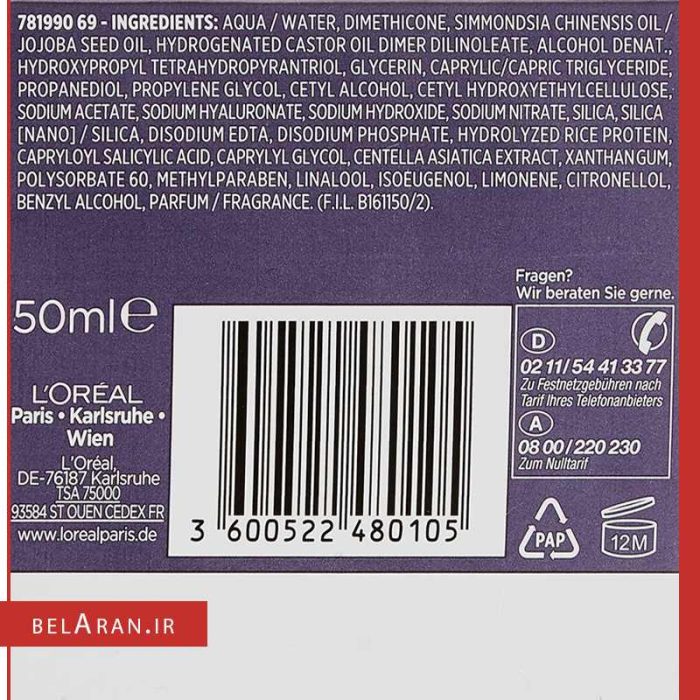 781990 69 - INGREDIENTS: AQUA / WATER, DIMETHICONE, SIMMONDSIA CHINENSIS OIL /
JOJOBA SEED OIL, HYDROGENATED CASTOR OIL DIMER DILINOLEATE, ALCOHOL DENAT.,
HYDROXYPROPYL TETRAHYDROPYRANTRIOL, GLYCERIN, CAPRYLIC/CAPRIC TRIGLYCERIDE,
PROPANEDIOL, PROPYLENE GLYCOL, CETYL ALCOHOL, CETYL HYDROXYETHYLCELLULOSE,
SODIUM ACETATE, SODIUM HYALURONATE, SODIUM HYDROXIDE, SODIUM NITRATE, SILICA, SILICA
[NANO] / SILICA, DISODIUM EDTA, DISODIUM PHOSPHATE, HYDROLYZED RICE PROTEIN,
CAPRYLOYL SALICYLIC ACID, CAPRYLYL GLYCOL, CENTELLA ASIATICA EXTRACT, XANTHAN GUM,
POLYSORBATE 60, METHYLPARABEN, LINALOOL, ISOEUGENOL, LIMONENE, CITRONELLOL,
BENZYL ALCOHOL, PARFUM / FRAGRANCE. (F.I.L. B161150/2).
50ml e
L'ORÉAL
Paris • Karlsruhe •
Wien
L'Oréal,
DE-76187 Karlsruhe
TSA 75000
93584 ST OUEN CEDEX FR
www.lorealparis.de
3 600522 480105
Fragen?
Wir beraten Sie gerne.
D
02 11/54 41 33 77
Zu Festnetzgebühren nach
Tarif Ihres Telefonanbieters
A
08 00/220 230
Zum Nulltarif
PAP
12M
BELARAN.IR